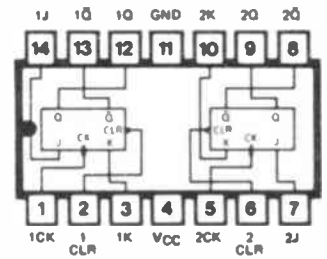 1J 1Q̅ 1Q GND 2K 2Q 2Q̅
14 13 12 11 10 9 8
Q Q̅ Q Q̅
CK CLR CLR CK
J K K J
1 2 3 4 5 6 7
1CK 1 1K VCC 2CK 2 2J
CLR CLR